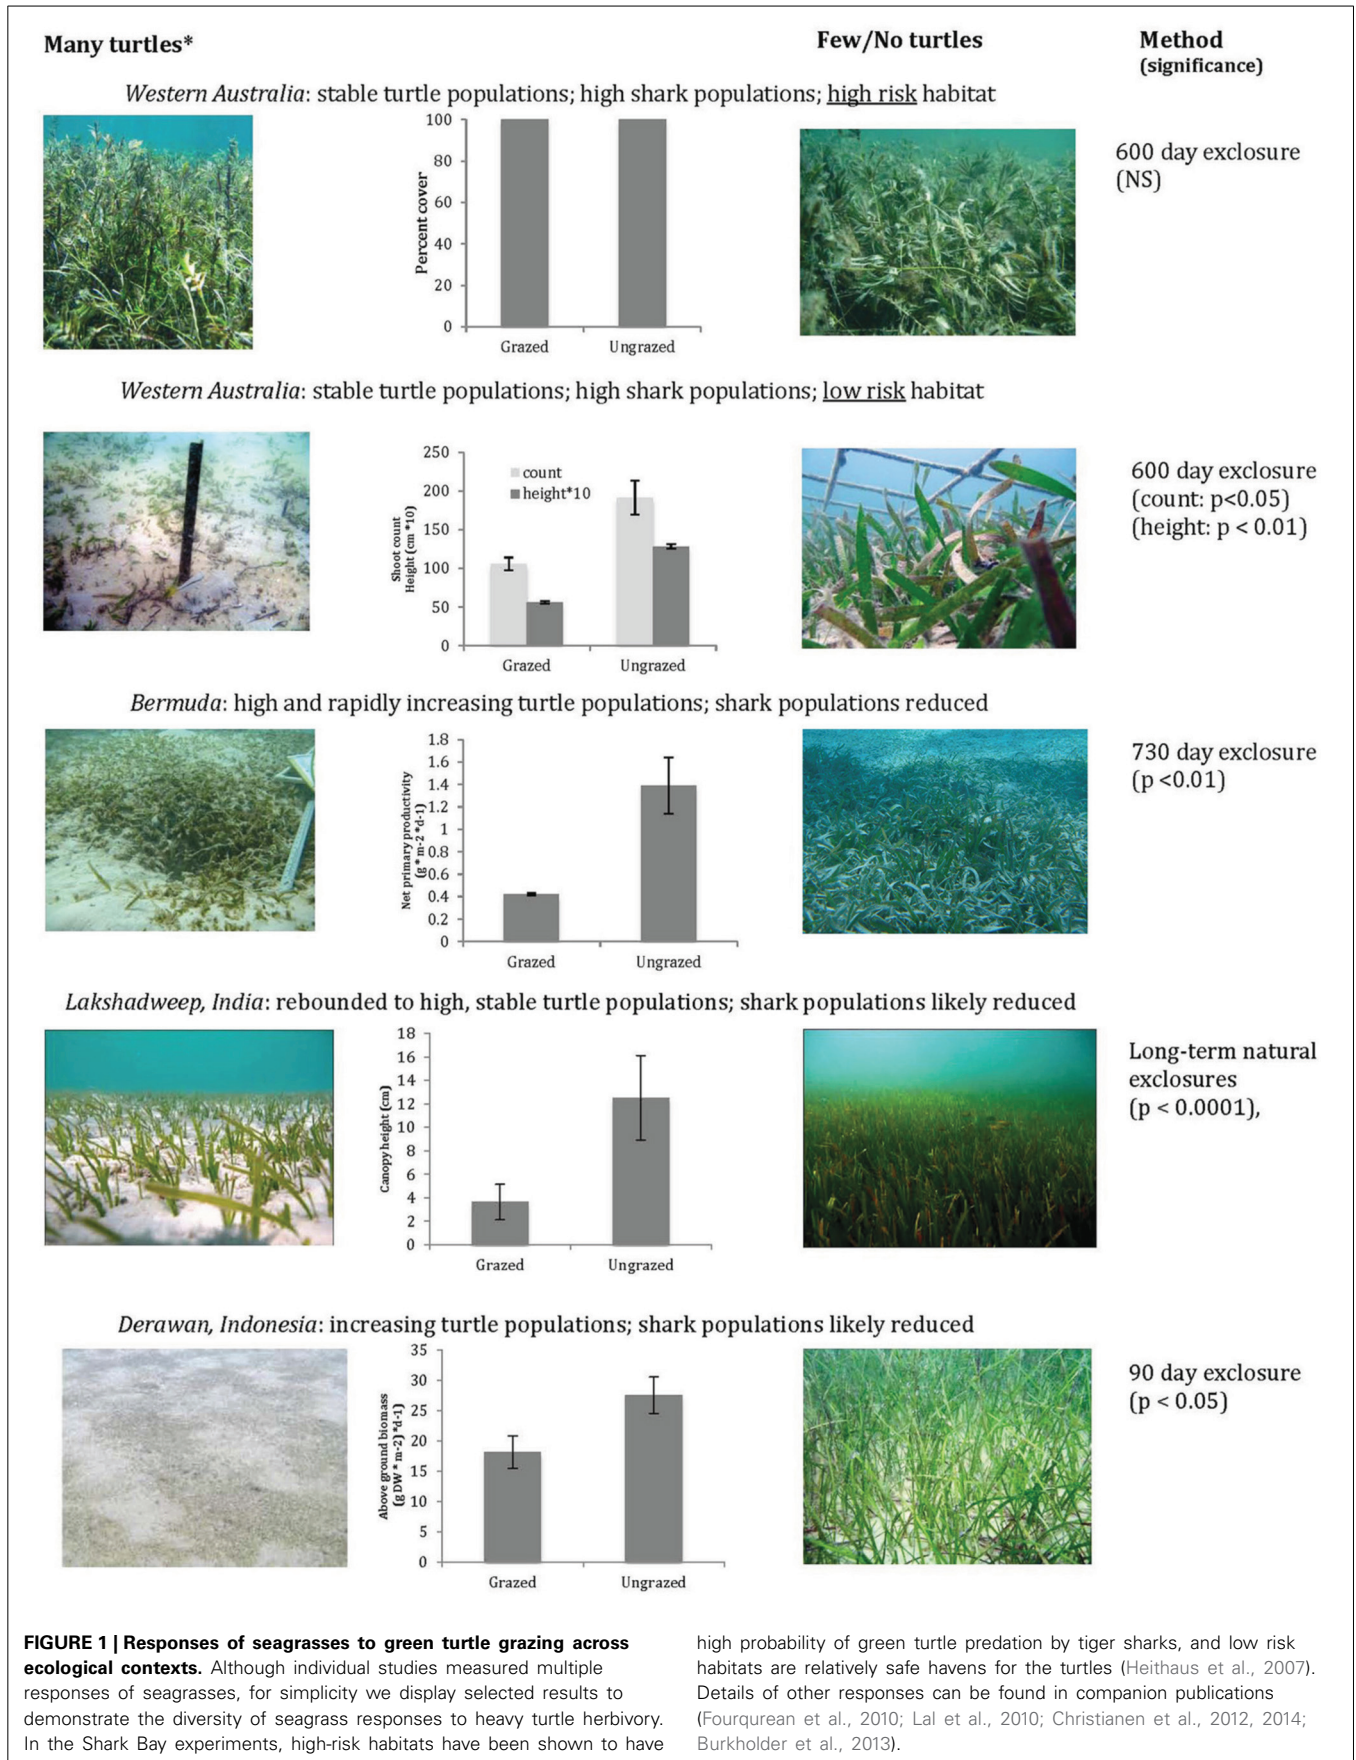 Many turtles*
Few/No turtles
Method
(significance)
Western Australia: stable turtle populations; high shark populations; high risk habitat
100
80
60
40
20
0
Percent cover
Grazed
Ungrazed
600 day exclosure
(NS)
Western Australia: stable turtle populations; high shark populations; low risk habitat
250
200
150
100
50
0
Shoot count
Height (cm *10)
count
height*10
Grazed
Ungrazed
600 day exclosure
(count: p<0.05)
(height: p < 0.01)
Bermuda: high and rapidly increasing turtle populations; shark populations reduced
1.8
1.6
1.4
1.2
1
0.8
0.6
0.4
0.2
0
Net primary productivity
(g * m-2 *d-1)
Grazed
Ungrazed
730 day exclosure
(p <0.01)
Lakshadweep, India: rebounded to high, stable turtle populations; shark populations likely reduced
18
16
14
12
10
8
6
4
2
0
Canopy height (cm)
Grazed
Ungrazed
Long-term natural
exclosures
(p < 0.0001),
Derawan, Indonesia: increasing turtle populations; shark populations likely reduced
35
30
25
20
15
10
5
0
Above ground biomass
(g DW * m-2) *d-1)
Grazed
Ungrazed
90 day exclosure
(p < 0.05)
FIGURE 1 | Responses of seagrasses to green turtle grazing across
ecological contexts. Although individual studies measured multiple
responses of seagrasses, for simplicity we display selected results to
demonstrate the diversity of seagrass responses to heavy turtle herbivory.
In the Shark Bay experiments, high-risk habitats have been shown to have
high probability of green turtle predation by tiger sharks, and low risk
habitats are relatively safe havens for the turtles (Heithaus et al., 2007).
Details of other responses can be found in companion publications
(Fourqurean et al., 2010; Lal et al., 2010; Christianen et al., 2012, 2014;
Burkholder et al., 2013).